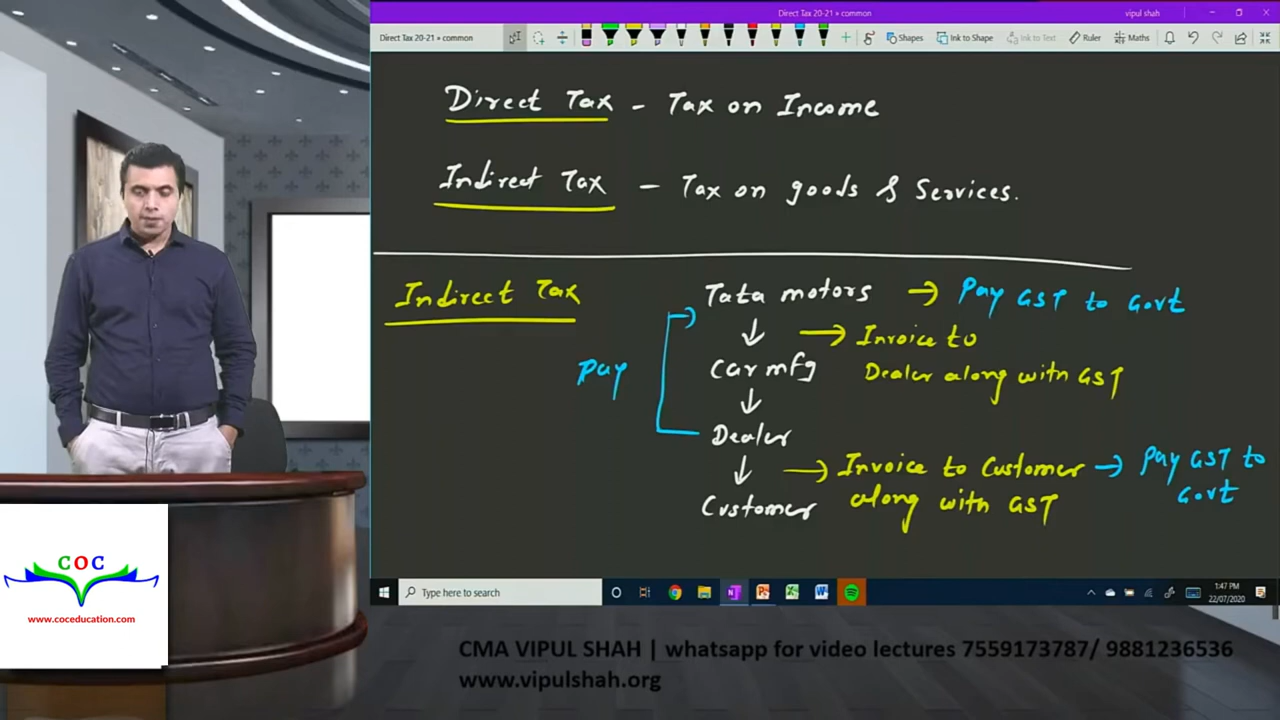 Direct Tax 20-21 » common
vipul shah
Direct Tax 20-21 » common
Shapes
Ink to Shape
Ink to Text
Ruler
Maths
Direct Tax - Tax on Income
Indirect Tax - Tax on goods & Services.
Indirect Tax
Tata motors → Pay GST to Govt
→ Invoice to
Pay
Car mfg
Dealer along with GST
Dealer
→ Invoice to Customer → Pay GST to
Customer
along with GST
Govt
COC
www.coceducation.com
Type here to search
1:47 PM
22/07/2020
CMA VIPUL SHAH | whatsapp for video lectures 7559173787/ 9881236536
www.vipulshah.org